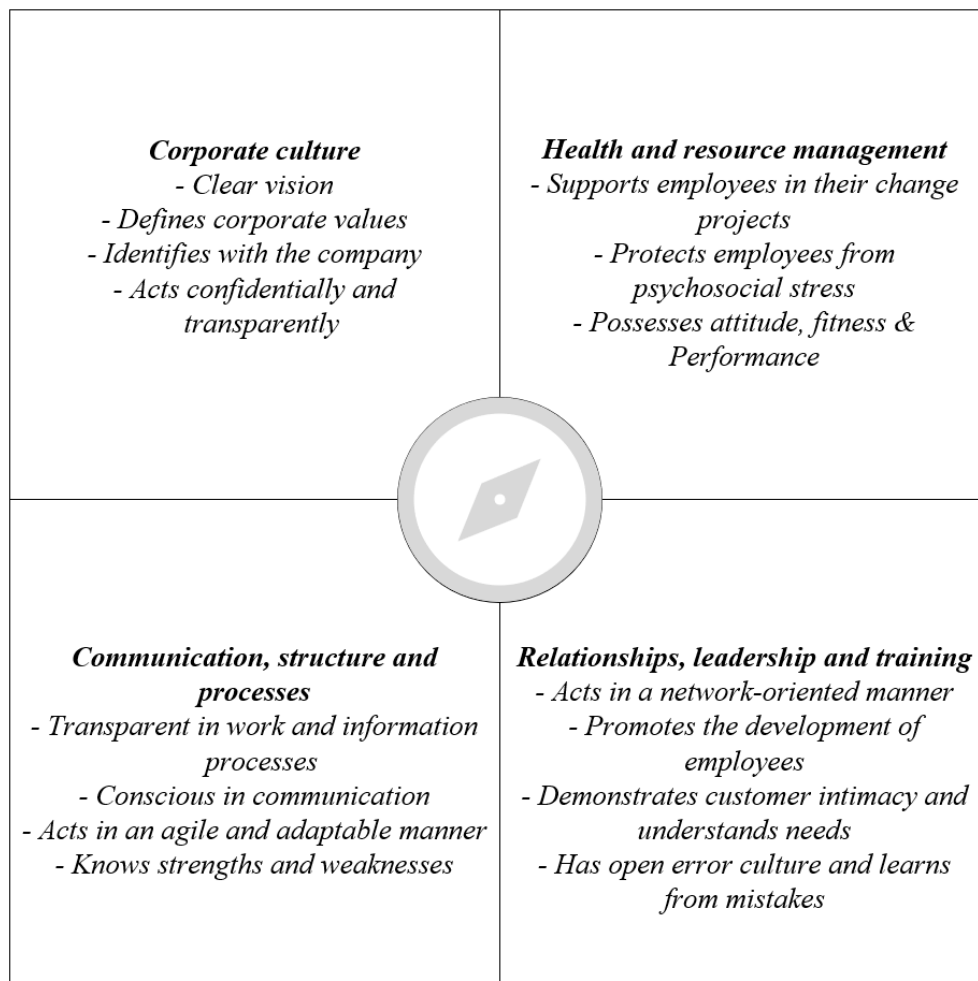 Corporate culture
- Clear vision
- Defines corporate values
- Identifies with the company
- Acts confidentially and
transparently
Health and resource management
- Supports employees in their change
projects
- Protects employees from
psychosocial stress
- Possesses attitude, fitness &
Performance
Communication, structure and
processes
- Transparent in work and information
processes
- Conscious in communication
- Acts in an agile and adaptable manner
- Knows strengths and weaknesses
Relationships, leadership and training
- Acts in a network-oriented manner
- Promotes the development of
employees
- Demonstrates customer intimacy and
understands needs
- Has open error culture and learns
from mistakes